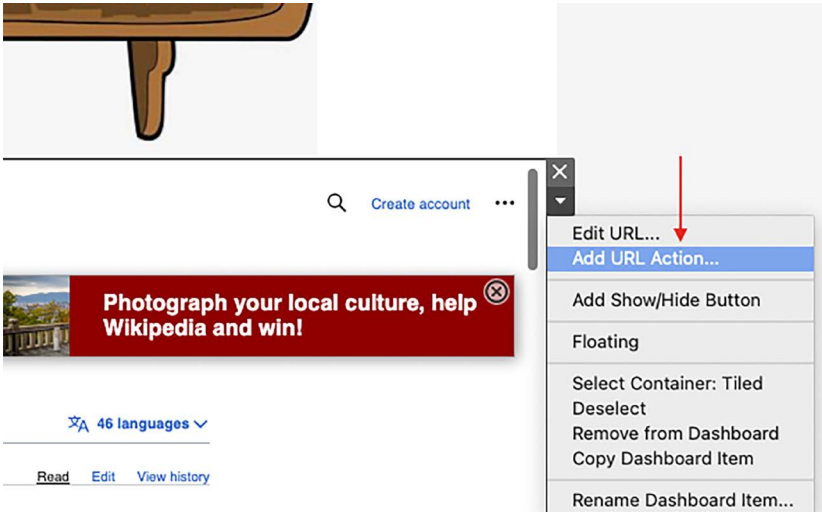 Create account
Edit URL...
Add URL Action...
Add Show/Hide Button
Photograph your local culture, help
Wikipedia and win!
Floating
Select Container: Tiled
Deselect
Remove from Dashboard
Copy Dashboard Item
Rename Dashboard Item...
46 languages
Read Edit View history